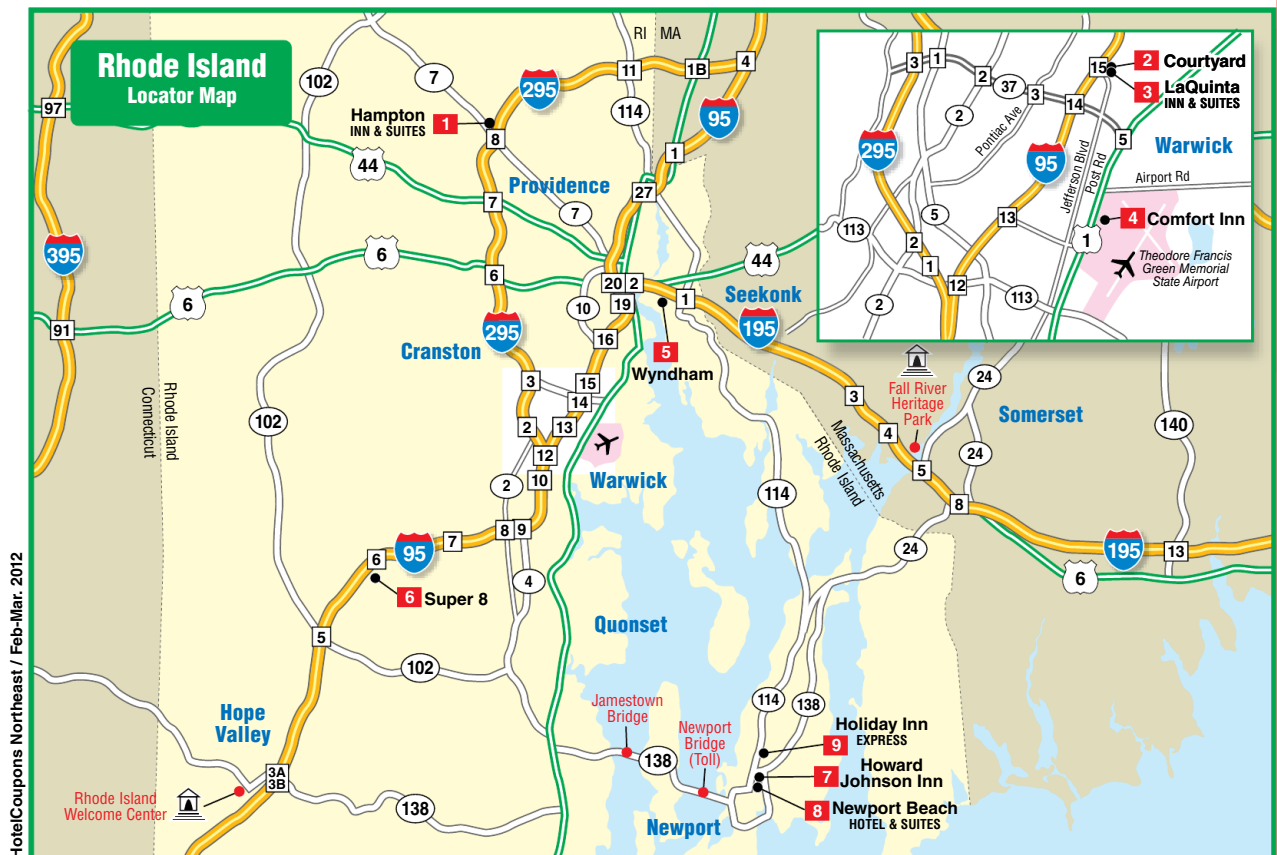 Rhode Island
Locator Map
RI
MA
102
7
11
1B
4
295
97
114
95
Hampton
INN & SUITES
1
8
1
44
Providence
27
7
7
395
6
6
44
6
20
2
1
Seekonk
19
10
195
91
295
16
5
Wyndham
Cranston
3
15
14
2
13
12
10
Warwick
2
Connecticut
Rhode Island
102
3
4
Fall River
Heritage
Park
24
Somerset
140
5
24
Massachusetts
Rhode Island
114
8
8
9
7
95
6
24
195
13
6
6
Super 8
4
5
Quonset
102
Hope
Valley
Jamestown
Bridge
Newport
Bridge
(Toll)
114
138
Holiday Inn
EXPRESS
9
138
Howard
Johnson Inn
7
3A
3B
Rhode Island
Welcome Center
138
8
Newport Beach
HOTEL & SUITES
Newport
3
1
2
37
3
15
2
Courtyard
3
LaQuinta
INN & SUITES
14
2
Pontiac Ave
5
Warwick
295
95
Jefferson Blvd
Post Rd
Airport Rd
5
13
4
Comfort Inn
113
2
1
1
Theodore Francis
Green Memorial
State Airport
12
113
2
HotelCoupons Northeast / Feb-Mar. 2012